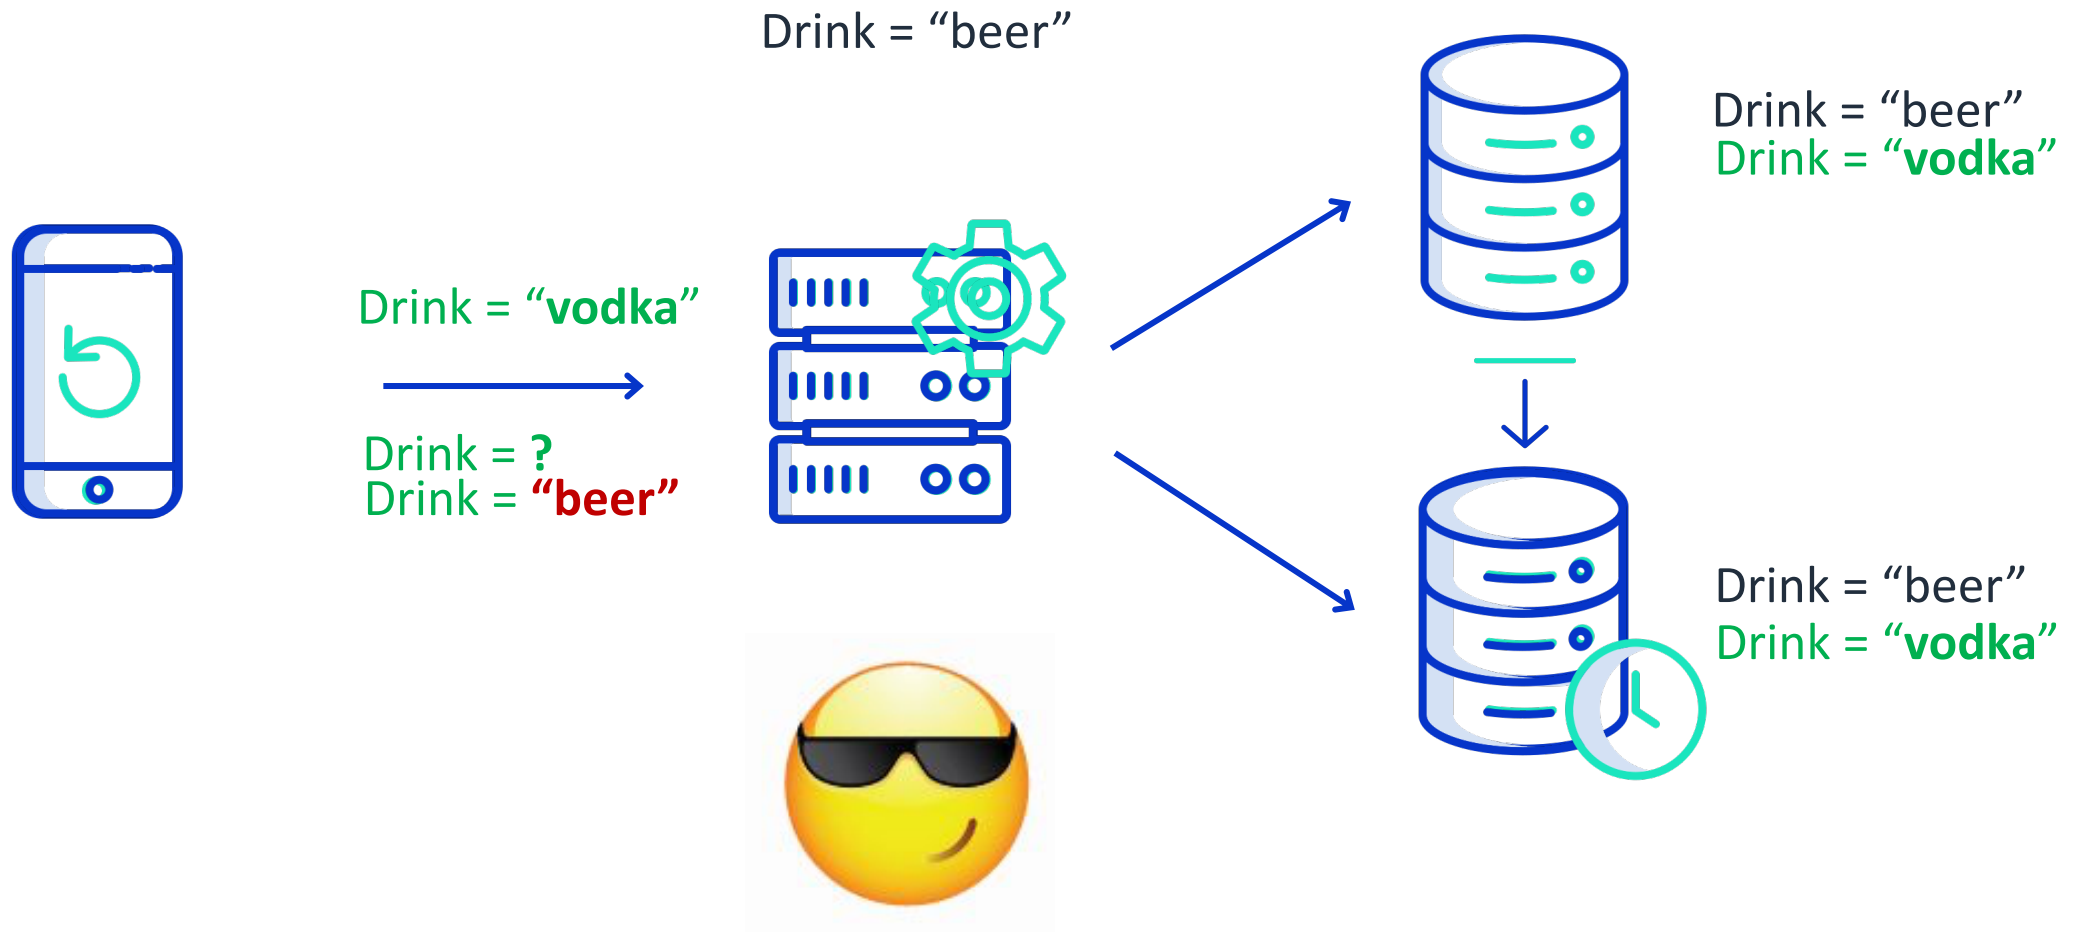 Drink = “beer”
Drink = “beer”
Drink = “vodka”
Drink = “vodka”
Drink = ?
Drink = “beer”
Drink = “beer”
Drink = “vodka”